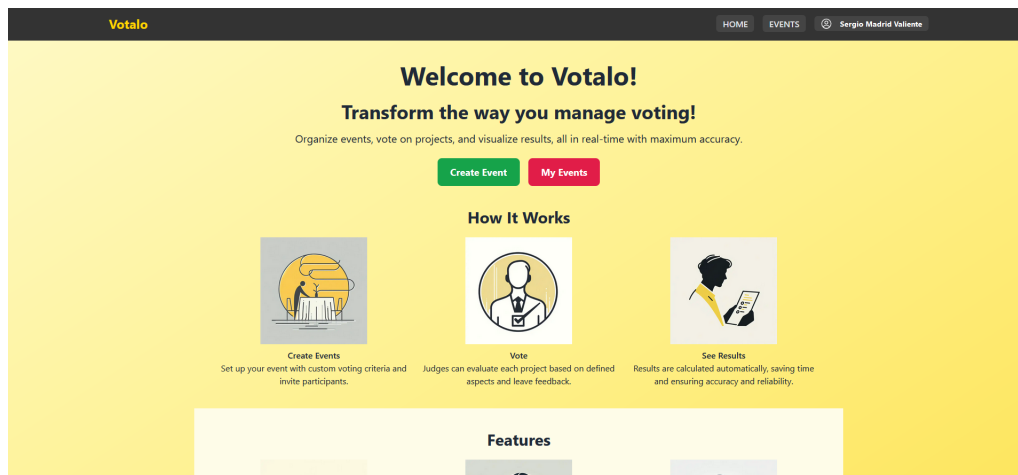 Votalo
HOME
EVENTS
Sergio Madrid Valiente
Welcome to Votalo!
Transform the way you manage voting!
Organize events, vote on projects, and visualize results, all in real-time with maximum accuracy.
Create Event
My Events
How It Works
Create Events
Set up your event with custom voting criteria and
invite participants.
Vote
Judges can evaluate each project based on defined
aspects and leave feedback.
See Results
Results are calculated automatically, saving time
and ensuring accuracy and reliability.
Features